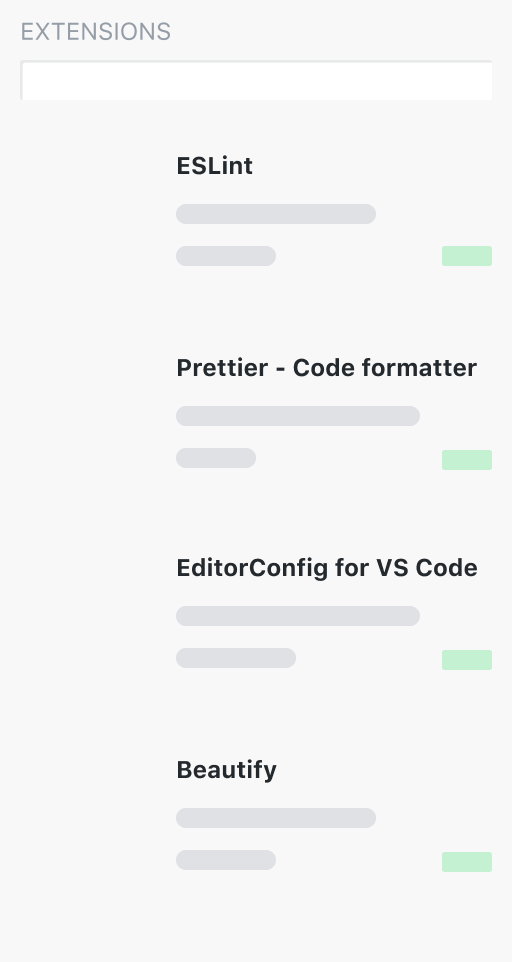 EXTENSIONS
ESLint
Prettier - Code formatter
EditorConfig for VS Code
Beautify